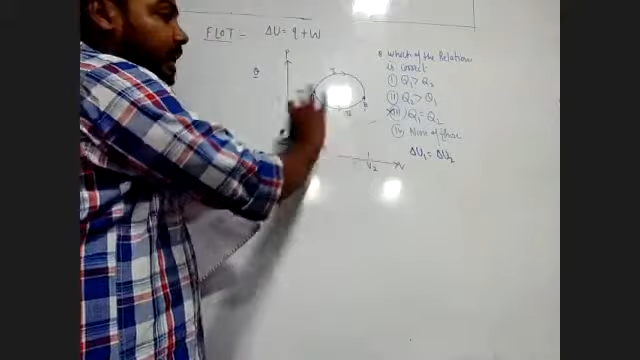 FLOT = ΔU = q + W
Q
P
I
B
II
V2
V
Which of the Relation
is correct
(i) Q1 > Q2
(ii) Q2 > Q1
(iii) Q1 = Q2
(iv) None of these
ΔU1 = ΔU2